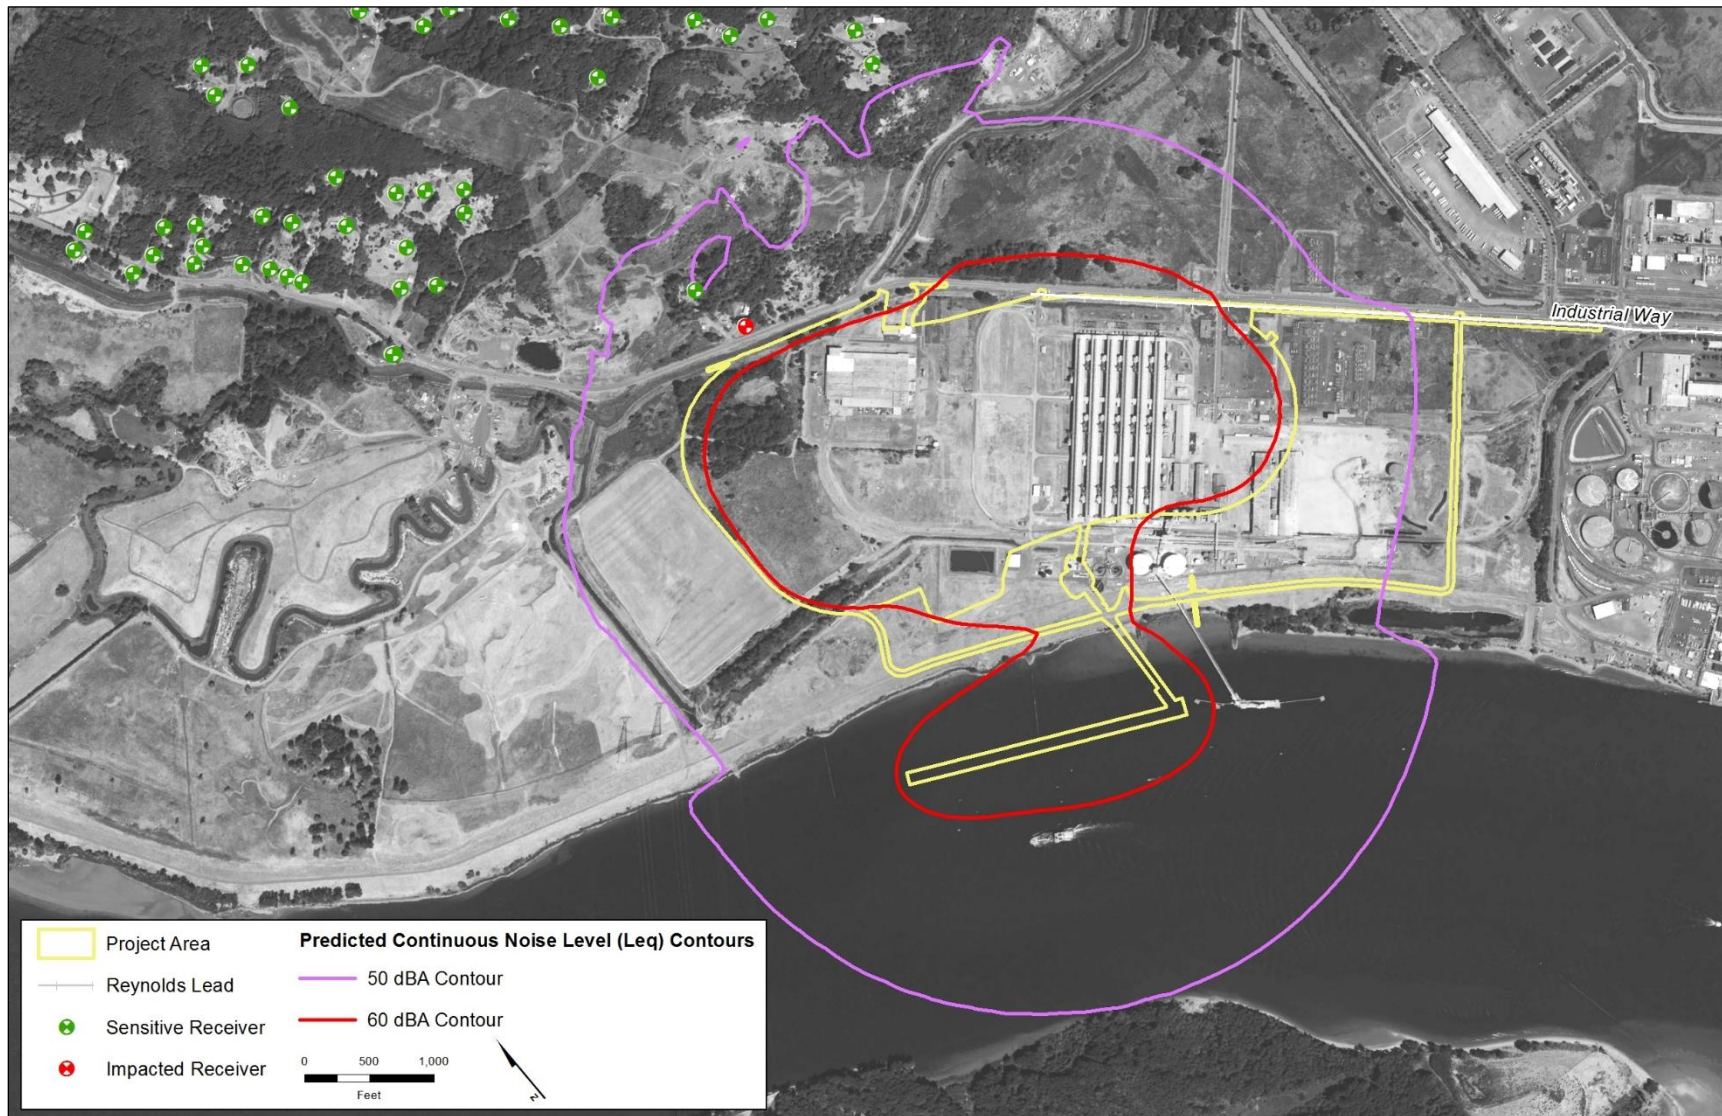 Industrial Way
Project Area
Reynolds Lead
Sensitive Receiver
Impacted Receiver
Predicted Continuous Noise Level (Leq) Contours
50 dBA Contour
60 dBA Contour
0 500 1,000
Feet
N